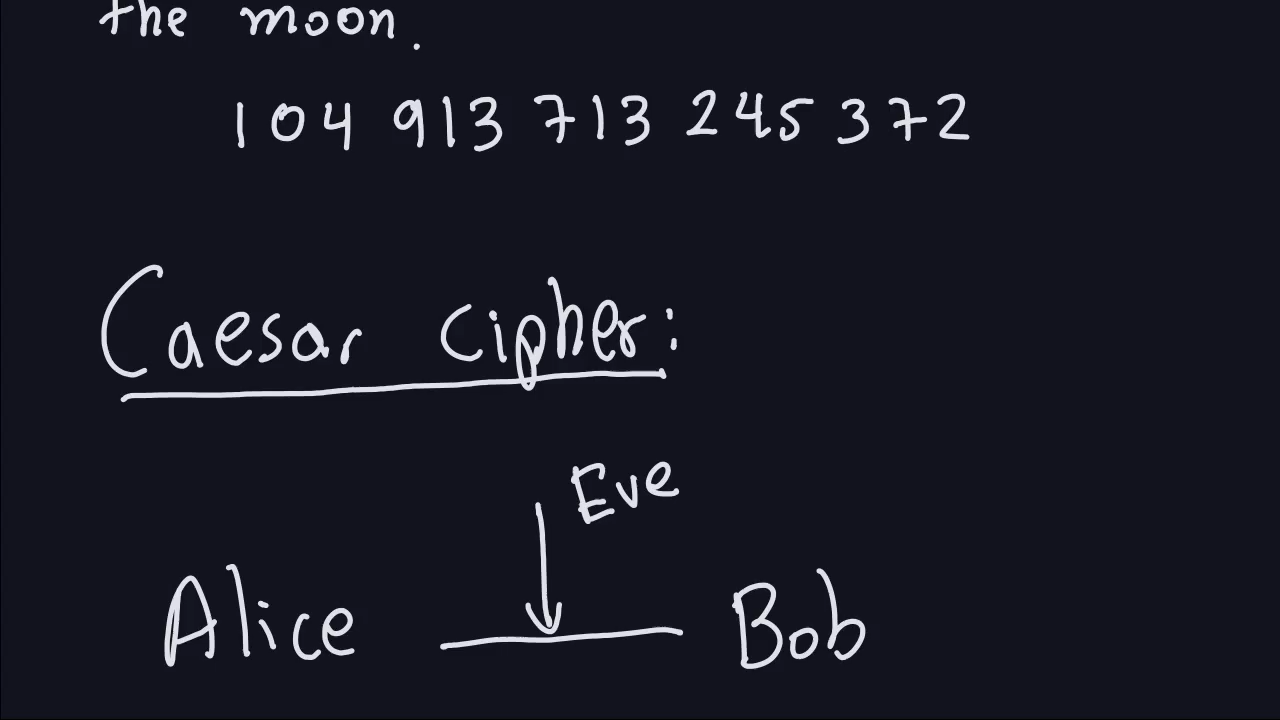 the moon.
104 913 713 245 372
Caesar cipher:
Eve
Alice Bob